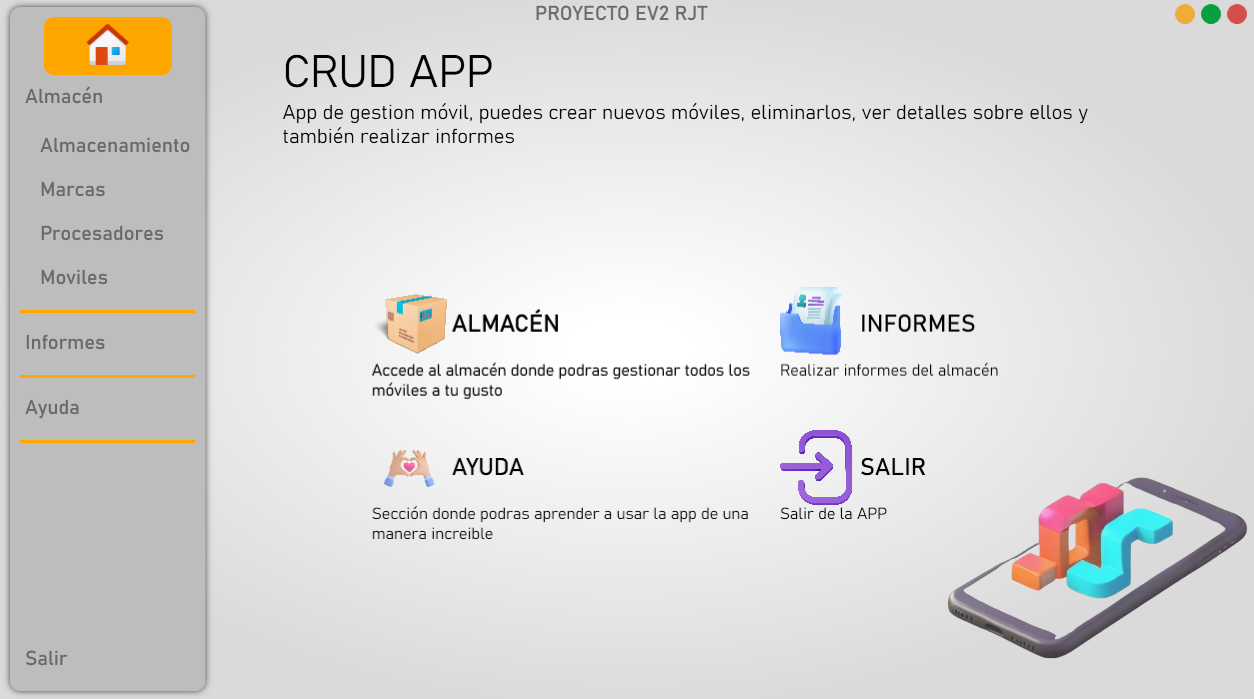 PROYECTO EV2 RJT
Almacén
Almacenamiento
Marcas
Procesadores
Moviles
Informes
Ayuda
Salir
CRUD APP
App de gestion móvil, puedes crear nuevos móviles, eliminarlos, ver detalles sobre ellos y
también realizar informes
ALMACÉN
Accede al almacén donde podras gestionar todos los
móviles a tu gusto
INFORMES
Realizar informes del almacén
AYUDA
Sección donde podras aprender a usar la app de una
manera increible
SALIR
Salir de la APP